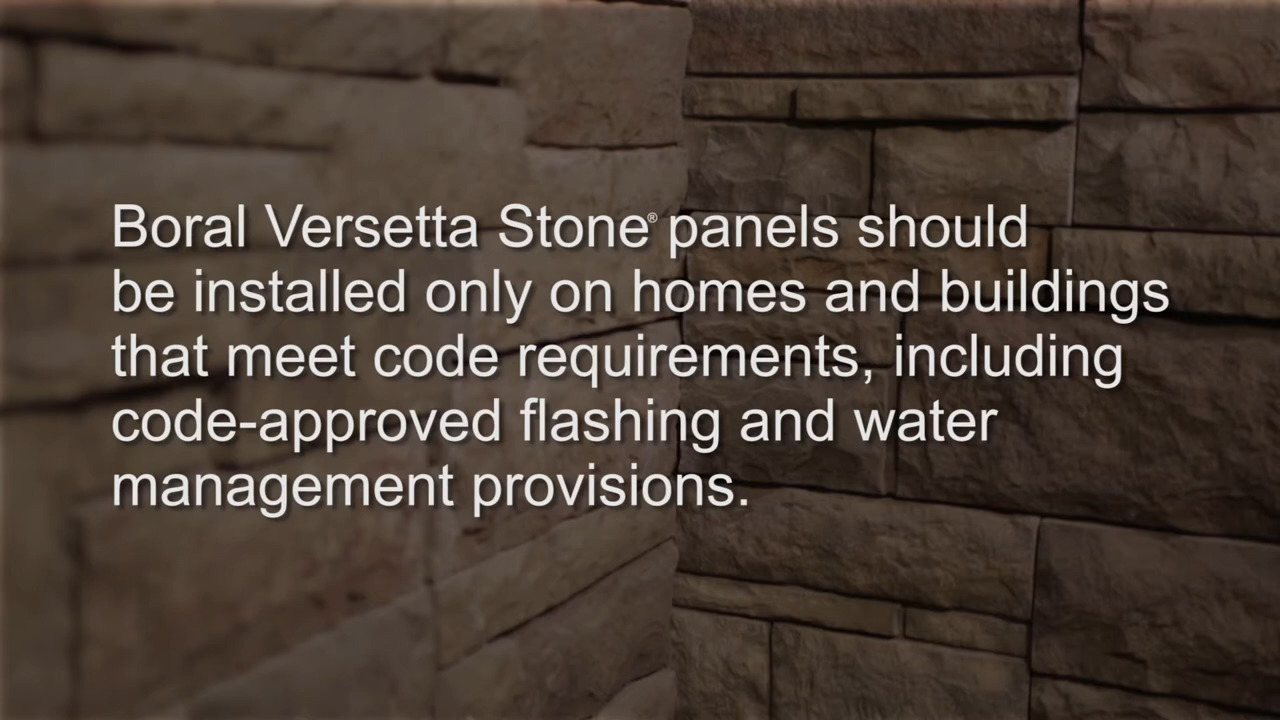 Boral Versetta Stone® panels should
be installed only on homes and buildings
that meet code requirements, including
code-approved flashing and water
management provisions.